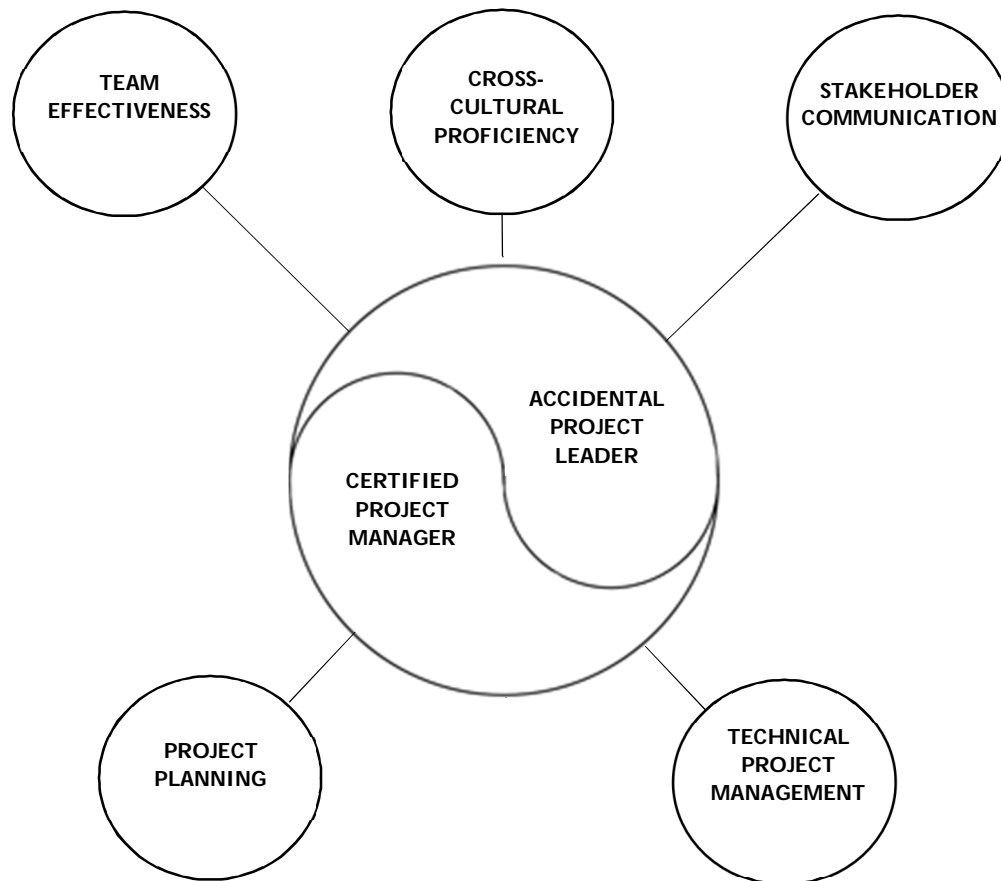 TEAM
EFFECTIVENESS
CROSS-
CULTURAL
PROFICIENCY
STAKEHOLDER
COMMUNICATION
ACCIDENTAL
PROJECT
LEADER
CERTIFIED
PROJECT
MANAGER
PROJECT
PLANNING
TECHNICAL
PROJECT
MANAGEMENT